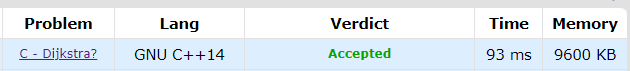 Problem Lang Verdict Time Memory
C - Dijkstra? GNU C++14 Accepted 93 ms 9600 KB